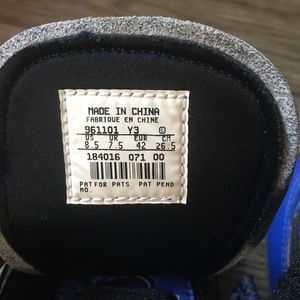 MADE IN CHINA
FABRIQUE EN CHINE
961101 Y3 ©
US UK EUR CM
8.5 7.5 42 26.5
184016 071 00
PAT FOR PATS PAT PEND
NO.